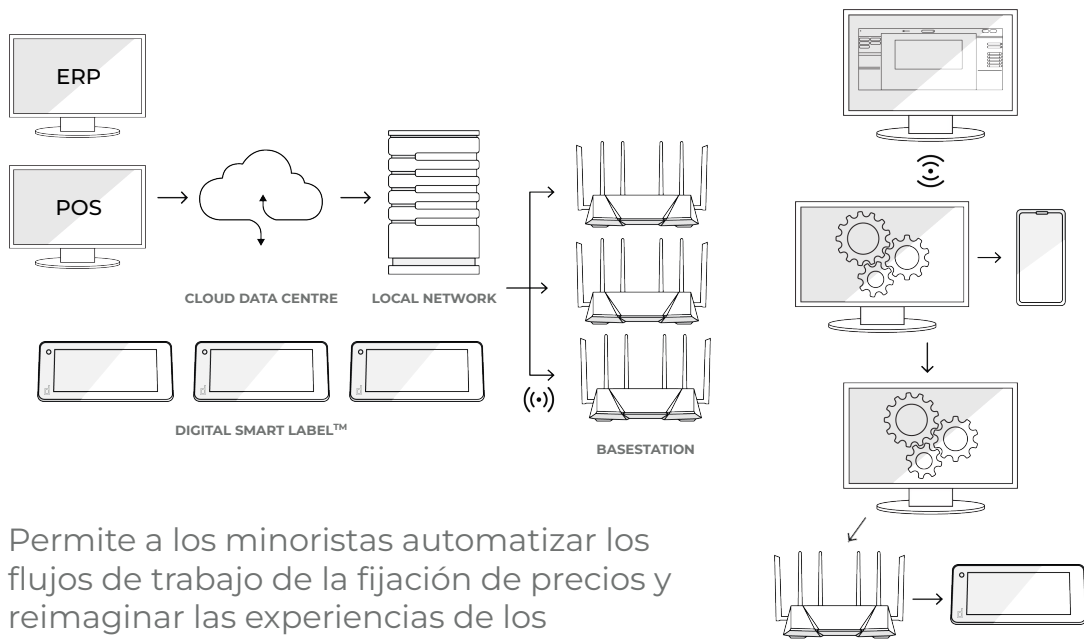 ERP
POS
CLOUD DATA CENTRE
LOCAL NETWORK
DIGITAL SMART LABEL™
BASESTATION
Permite a los minoristas automatizar los
flujos de trabajo de la fijación de precios y
reimaginar las experiencias de los